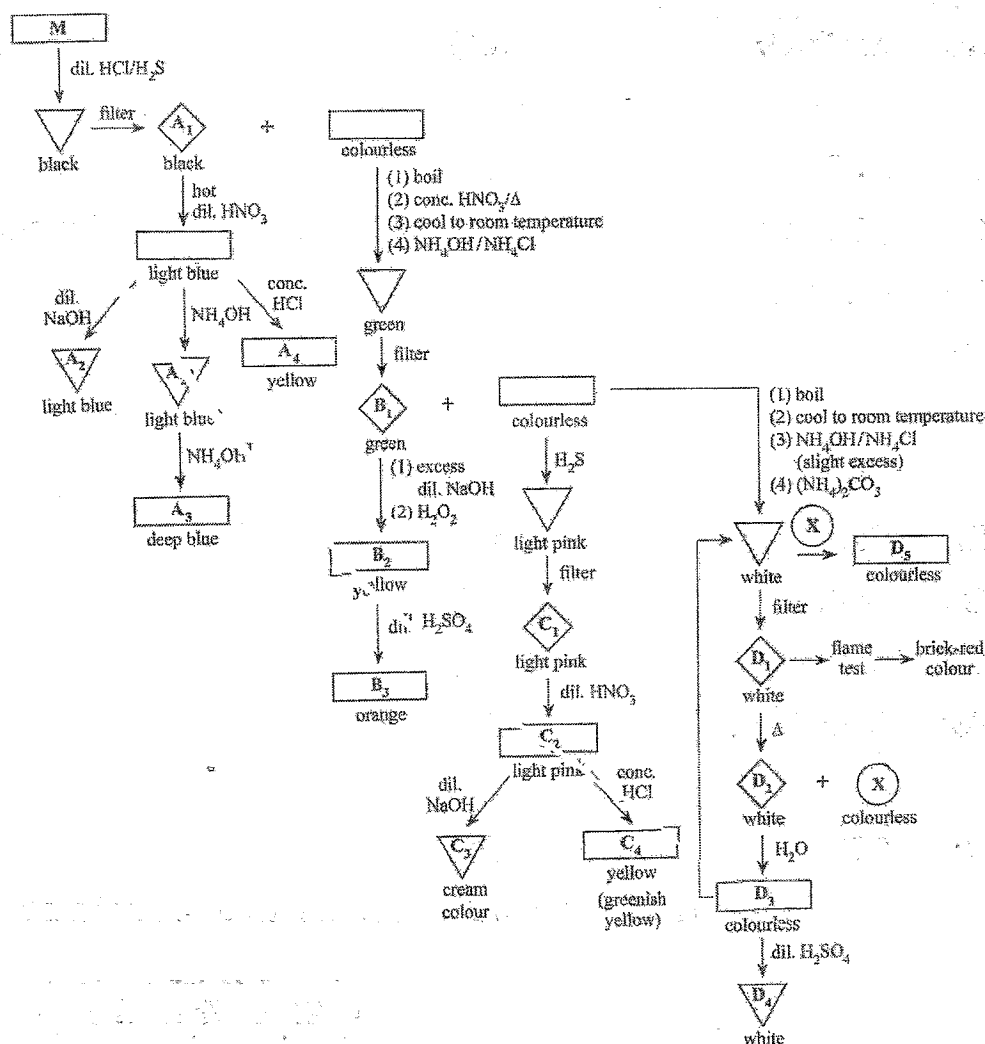 M
dil. HCl/H₂S
filter
A₁
+
black
black
colourless
hot
dil. HNO₃
(1) boil
(2) conc. HNO₃/Δ
(3) cool to room temperature
(4) NH₄OH/NH₄Cl
light blue
dil.
NaOH
NH₄OH
conc.
HCl
green
A₂
light blue
light blue
A₄
yellow
filter
B₁
+
green
colourless
(1) boil
(2) cool to room temperature
(3) NH₄OH/NH₄Cl
(slight excess)
(4) (NH₄)₂CO₃
A₃
deep blue
(1) excess
dil. NaOH
(2) H₂O₂
H₂S
light pink
B₂
filter
X
white
D₅
colourless
filter
H₂SO₄
C₁
light pink
D₁
white
flame
test
brick-red
colour
B₃
orange
dil. HNO₃
Δ
C₂
light pink
D₂
white
+
X
colourless
dil.
NaOH
conc.
HCl
H₂O
C₃
cream
colour
C₄
yellow
(greenish
yellow)
D₃
colourless
dil. H₂SO₄
D₄
white